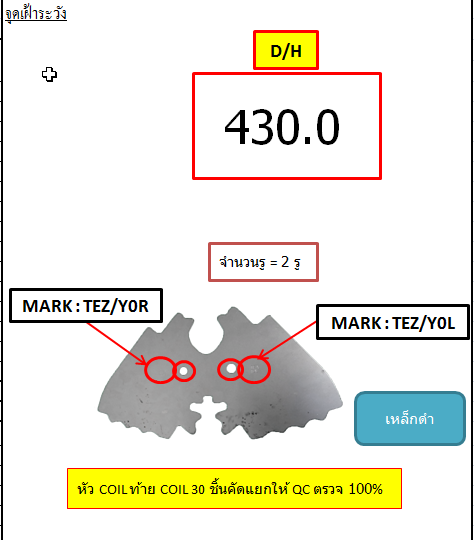 จุดเฝ้าระวัง
D/H
430.0
จำนวนรู = 2 รู
MARK : TEZ/Y0R
MARK : TEZ/Y0L
เหล็กดำ
หัว COIL ท้าย COIL 30 ชิ้นคัดแยกให้ QC ตรวจ 100%